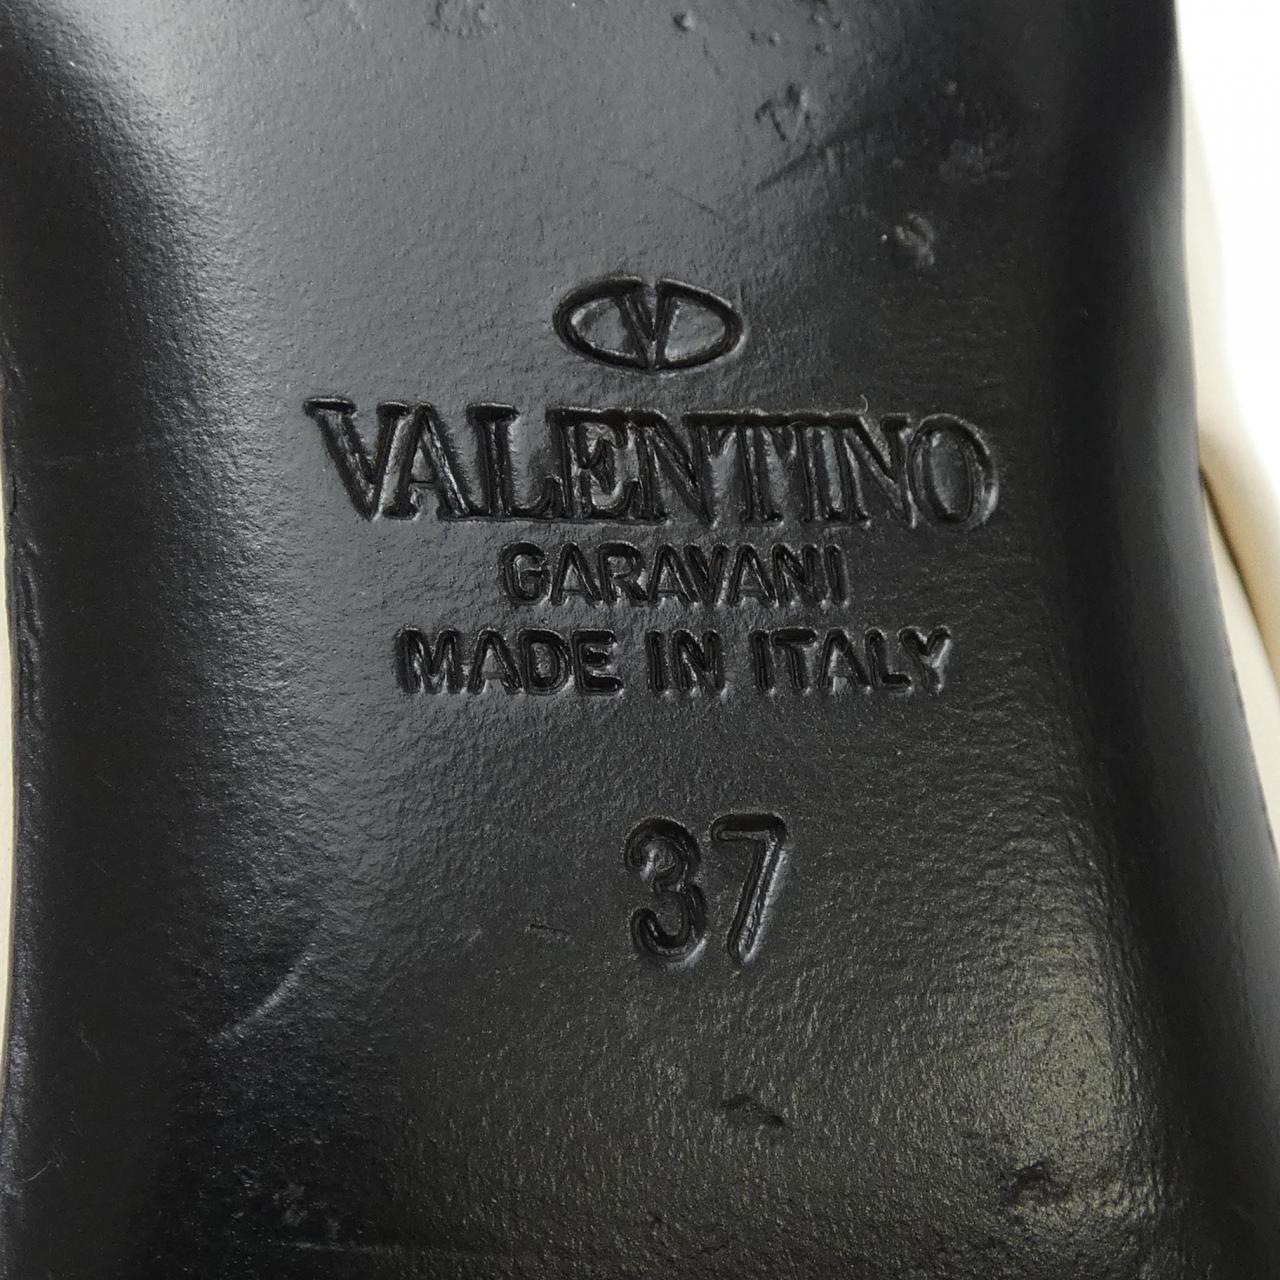 V
VALENTINO
GARAVANI
MADE IN ITALY
37